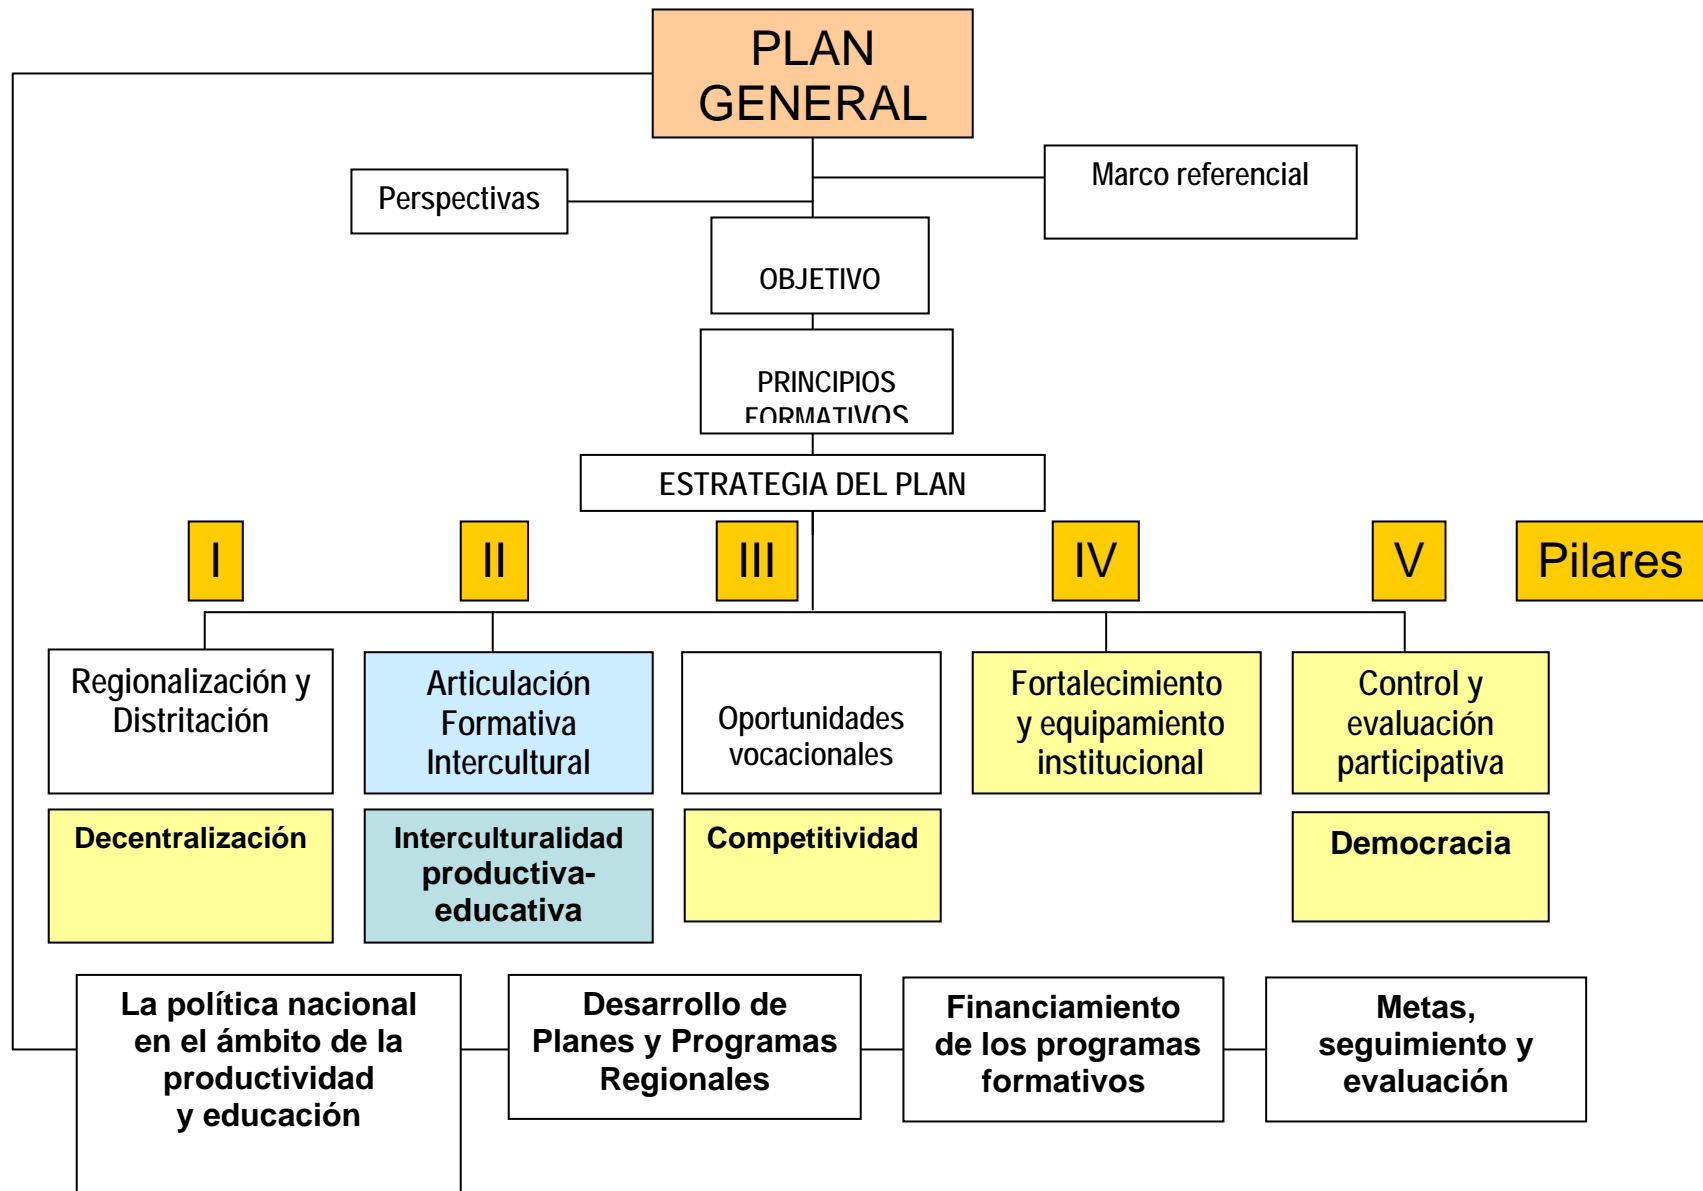 PLAN
GENERAL
Marco referencial
Perspectivas
OBJETIVO
PRINCIPIOS
FORMATIVOS
ESTRATEGIA DEL PLAN
I
II
III
IV
V
Pilares
Regionalización y
Distritación
Articulación
Formativa
Intercultural
Oportunidades
vocacionales
Fortalecimiento
y equipamiento
institucional
Control y
evaluación
participativa
Decentralización
Interculturalidad
productiva-
educativa
Competitividad
Democracia
La política nacional
en el ámbito de la
productividad
y educación
Desarrollo de
Planes y Programas
Regionales
Financiamiento
de los programas
formativos
Metas,
seguimiento y
evaluación